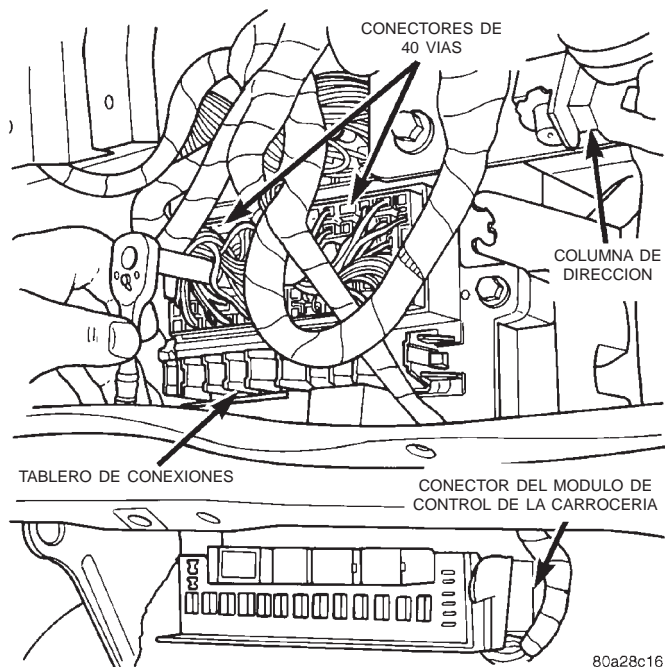 CONECTORES DE
40 VIAS
COLUMNA DE
DIRECCION
TABLERO DE CONEXIONES
CONECTOR DEL MODULO DE
CONTROL DE LA CARROCERIA
80a28c16